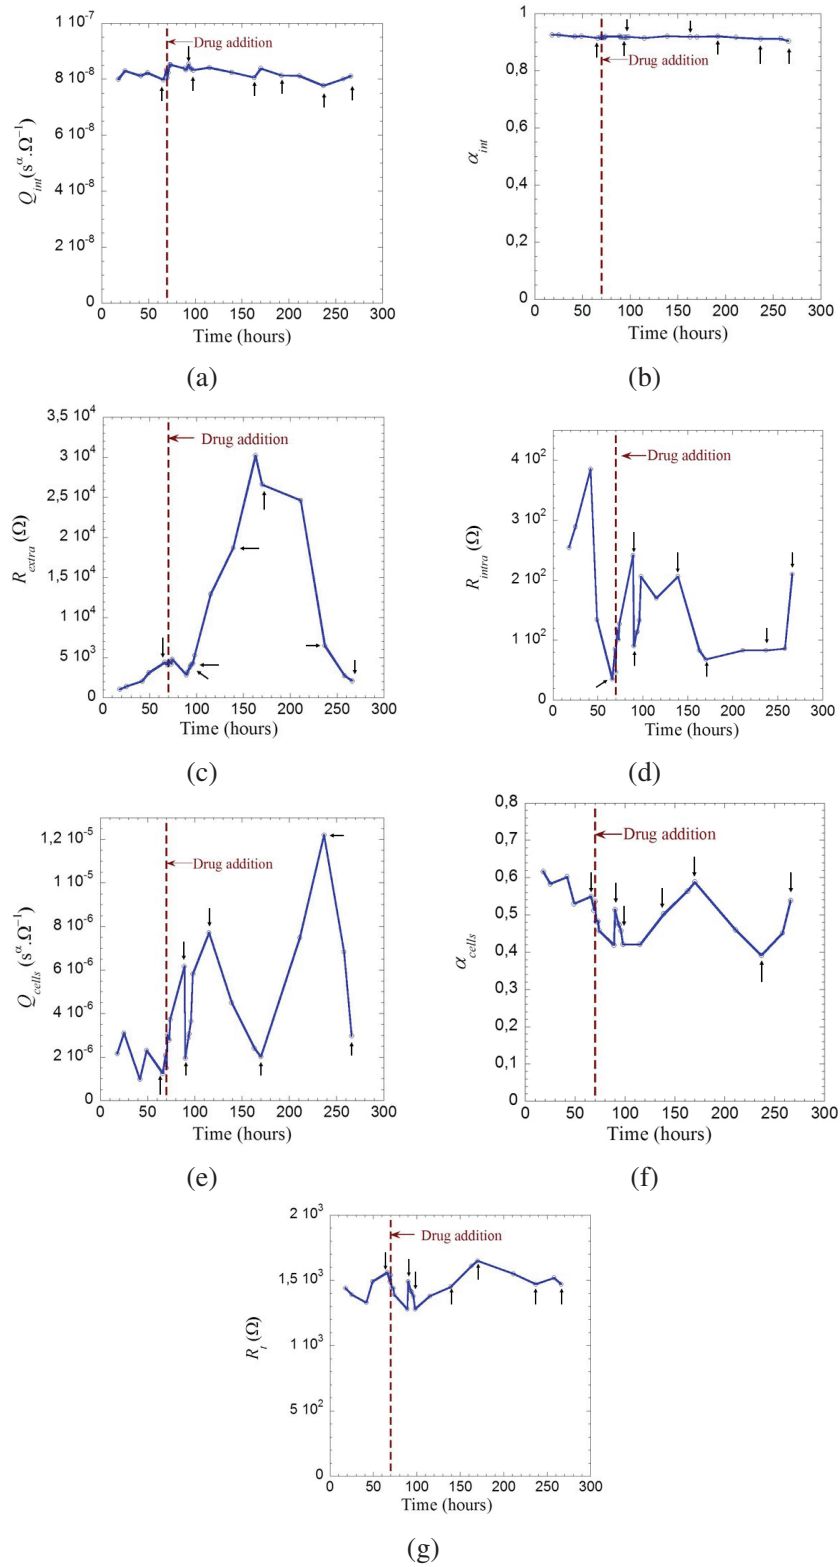 1 10⁻⁷
8 10⁻⁸
6 10⁻⁸
4 10⁻⁸
2 10⁻⁸
0
Q_int (s^α.Ω⁻¹)
Drug addition
0 50 100 150 200 250 300
Time (hours)
(a)
1
0,8
0,6
0,4
0,2
0
α_int
Drug addition
0 50 100 150 200 250 300
Time (hours)
(b)
3,5 10⁴
3 10⁴
2,5 10⁴
2 10⁴
1,5 10⁴
1 10⁴
5 10³
0
R_extra (Ω)
Drug addition
0 50 100 150 200 250 300
Time (hours)
(c)
4 10²
3 10²
2 10²
1 10²
0
R_intra (Ω)
Drug addition
0 50 100 150 200 250 300
Time (hours)
(d)
1,2 10⁻⁵
1 10⁻⁵
8 10⁻⁶
6 10⁻⁶
4 10⁻⁶
2 10⁻⁶
0
Q_cells (s^α.Ω⁻¹)
Drug addition
0 50 100 150 200 250 300
Time (hours)
(e)
0,8
0,7
0,6
0,5
0,4
0,3
0,2
0,1
0
α_cells
Drug addition
0 50 100 150 200 250 300
Time (hours)
(f)
2 10³
1,5 10³
1 10³
5 10²
0
R_t (Ω)
Drug addition
0 50 100 150 200 250 300
Time (hours)
(g)